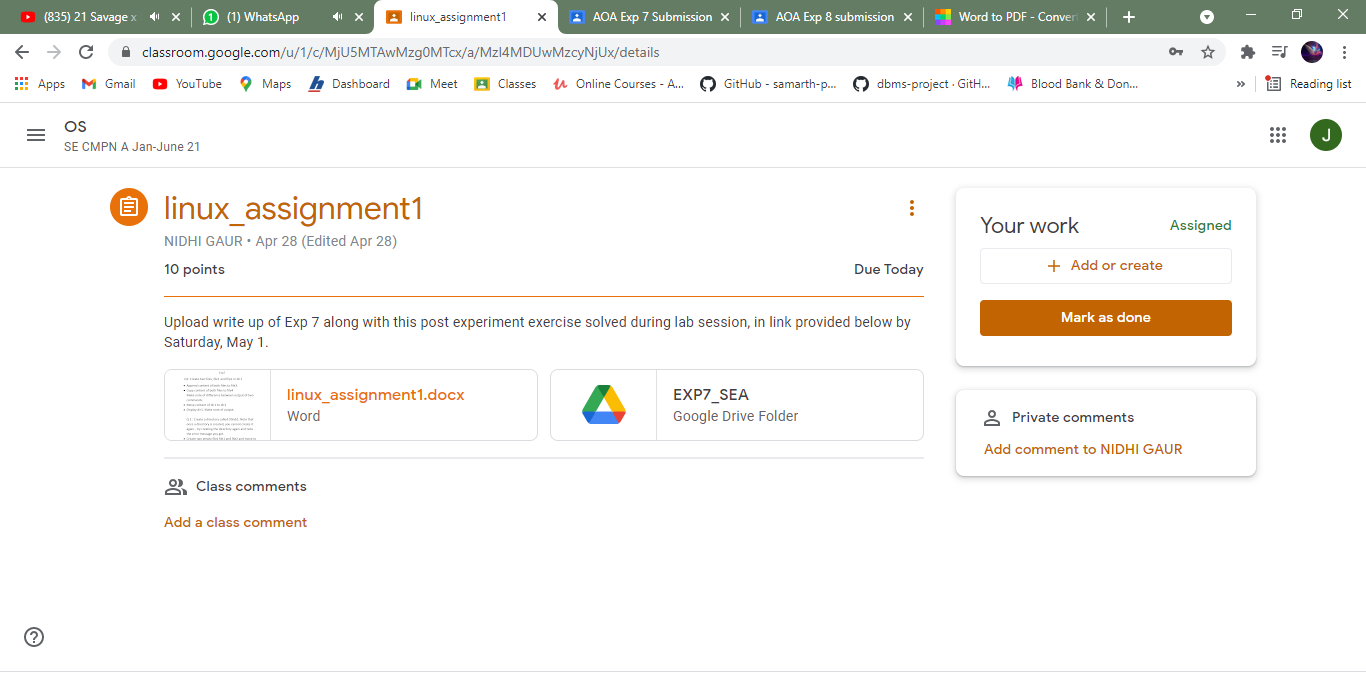 (835) 21 Savage x
(1) WhatsApp
linux_assignment1
AOA Exp 7 Submission
AOA Exp 8 submission
Word to PDF - Conver
classroom.google.com/u/1/c/MjU5MTAwMzg0MTcx/a/MzI4MDUwMzcyNjUx/details
Apps
Gmail
YouTube
Maps
Dashboard
Meet
Classes
Online Courses - A...
GitHub - samarth-p...
dbms-project · GitH...
Blood Bank & Don...
»
Reading list
OS
SE CMPN A Jan-June 21
J
linux_assignment1
NIDHI GAUR • Apr 28 (Edited Apr 28)
10 points
Due Today
Upload write up of Exp 7 along with this post experiment exercise solved during lab session, in link provided below by
Saturday, May 1.
linux_assignment1.docx
Word
EXP7_SEA
Google Drive Folder
Class comments
Add a class comment
Your work
Assigned
+ Add or create
Mark as done
Private comments
Add comment to NIDHI GAUR